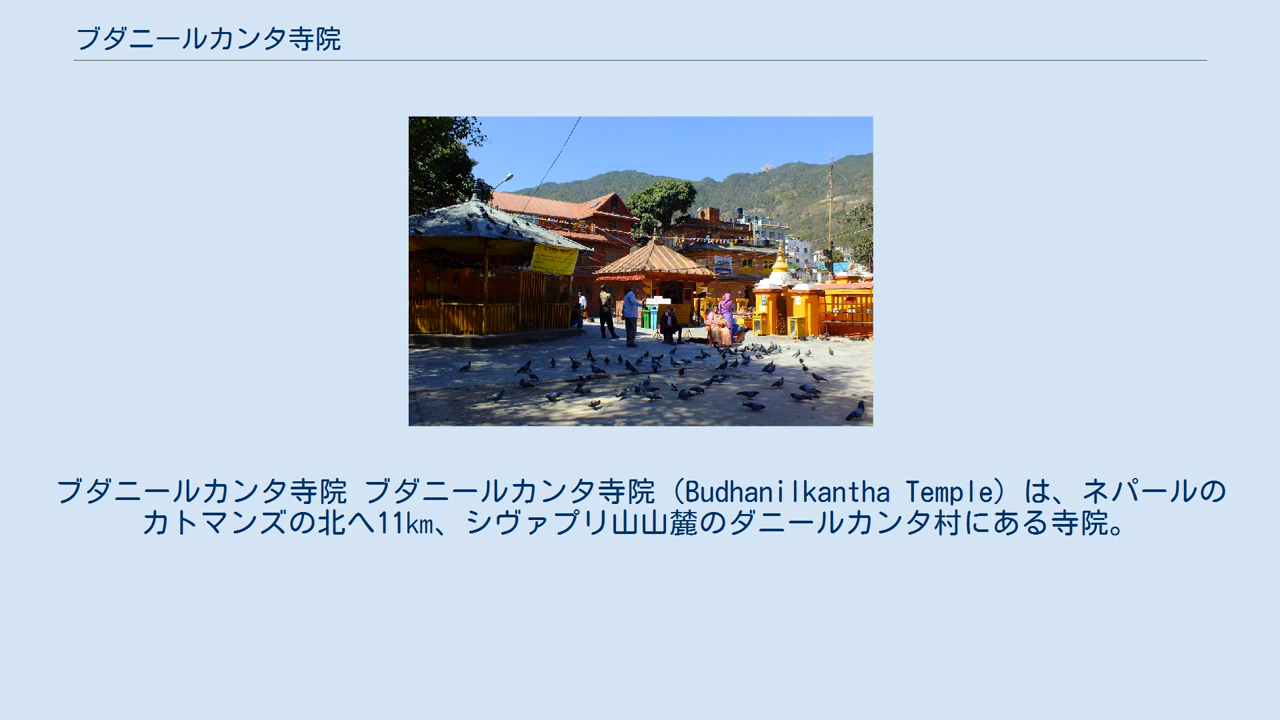 ブダニールカンタ寺院
ブダニールカンタ寺院 ブダニールカンタ寺院（Budhanilkantha Temple）は、ネパールの
カトマンズの北へ11km、シヴァプリ山山麓のダニールカンタ村にある寺院。